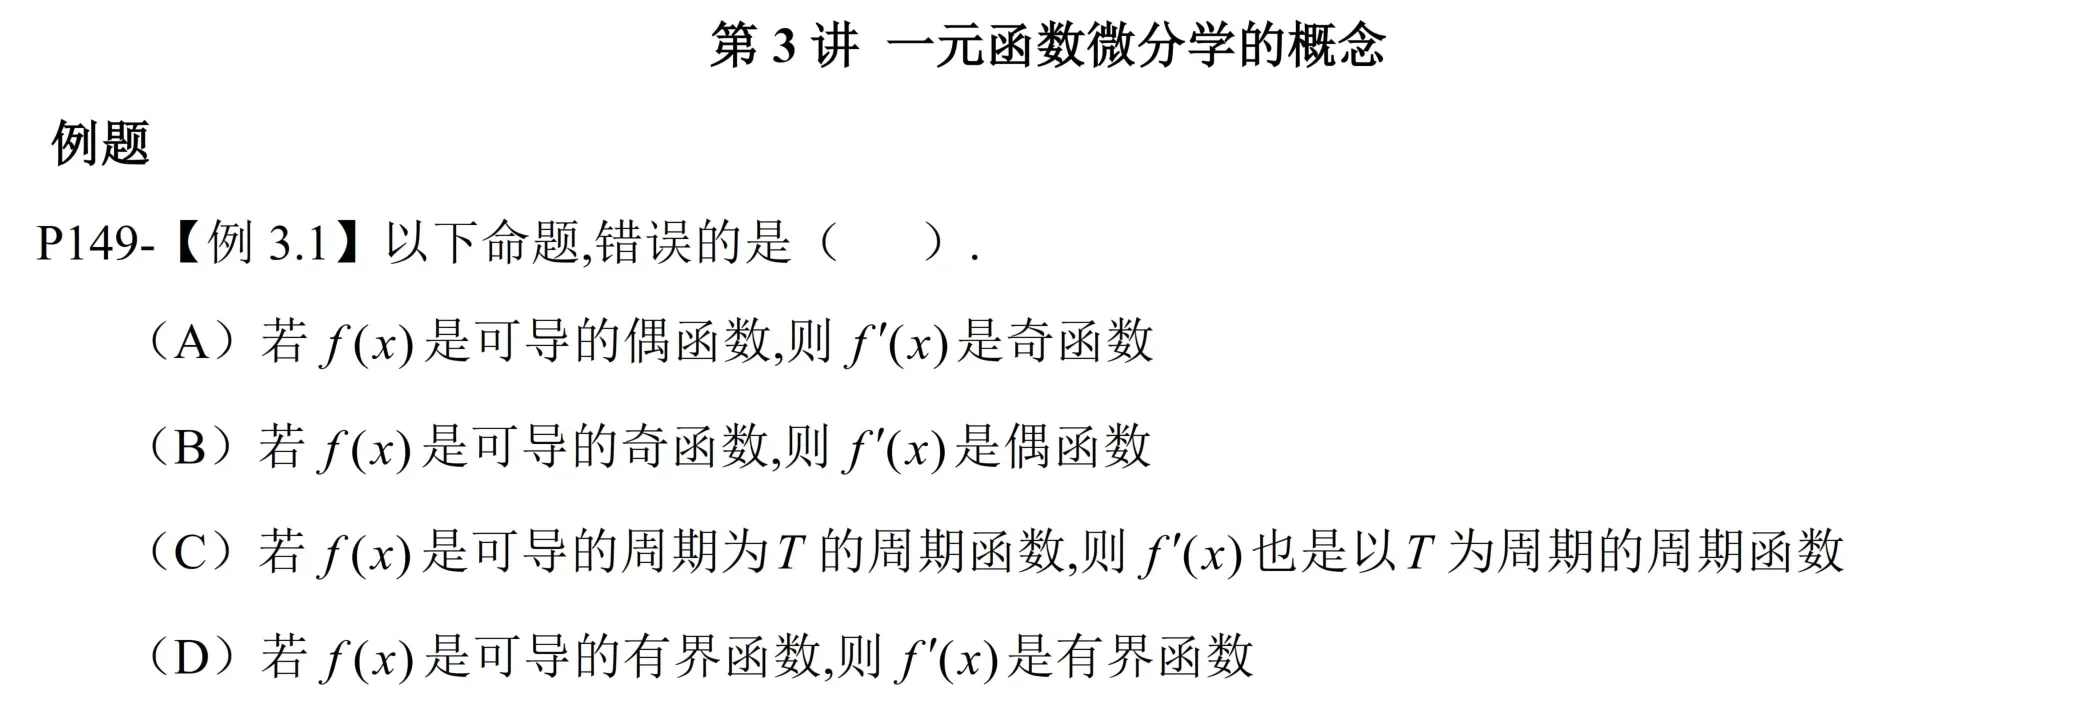 第 3 讲 一元函数微分学的概念
例题
P149-【例 3.1】以下命题,错误的是（ ）.
（A）若 f(x) 是可导的偶函数,则 f′(x) 是奇函数
（B）若 f(x) 是可导的奇函数,则 f′(x) 是偶函数
（C）若 f(x) 是可导的周期为 T 的周期函数,则 f′(x) 也是以 T 为周期的周期函数
（D）若 f(x) 是可导的有界函数,则 f′(x) 是有界函数